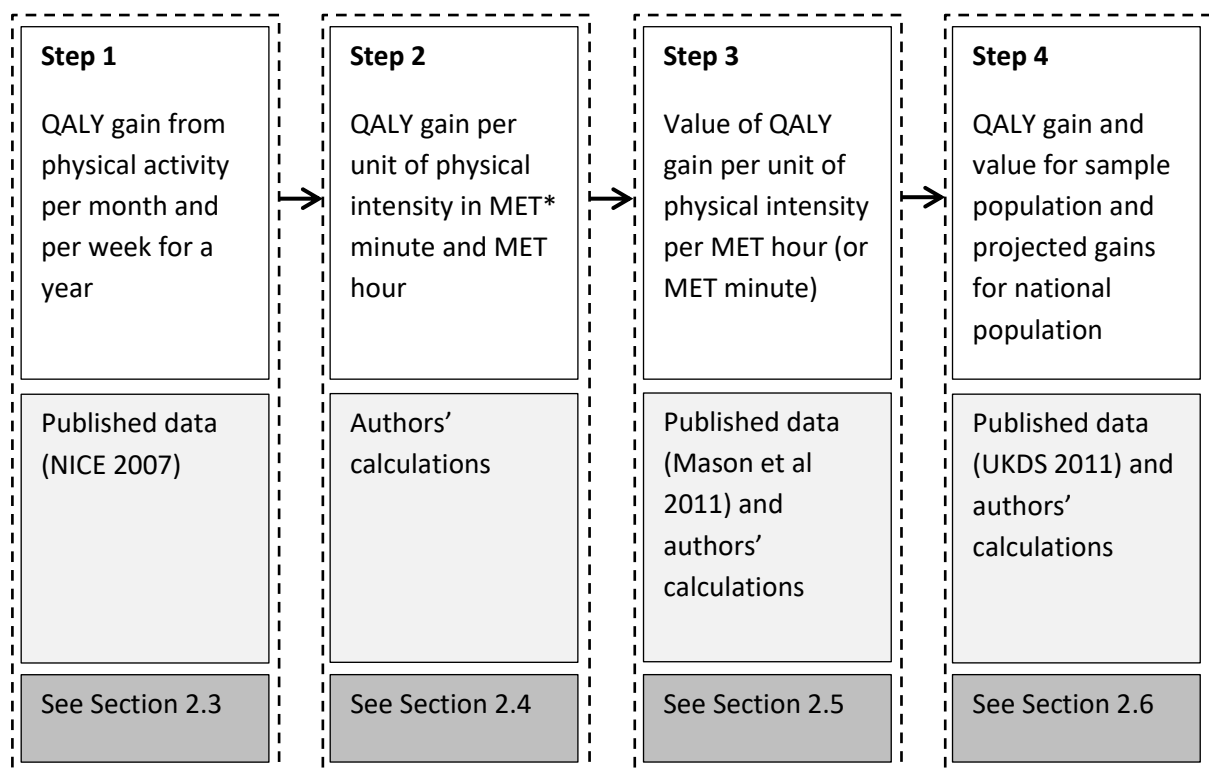 Step 1
QALY gain from
physical activity
per month and
per week for a
year
Published data
(NICE 2007)
See Section 2.3
Step 2
QALY gain per
unit of physical
intensity in MET*
minute and MET
hour
Authors’
calculations
See Section 2.4
Step 3
Value of QALY
gain per unit of
physical intensity
per MET hour (or
MET minute)
Published data
(Mason et al
2011) and
authors’
calculations
See Section 2.5
Step 4
QALY gain and
value for sample
population and
projected gains
for national
population
Published data
(UKDS 2011) and
authors’
calculations
See Section 2.6